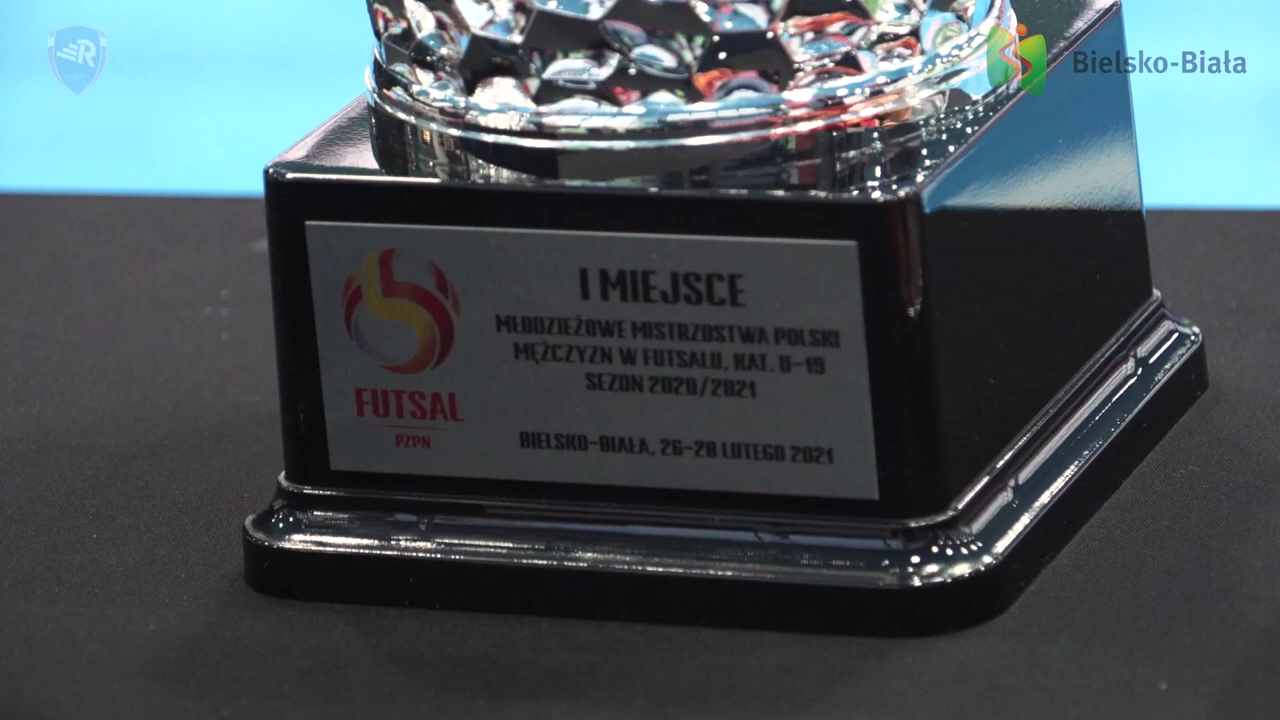 R
Bielsko-Biała
I MIEJSCE
MŁODZIEŻOWE MISTRZOSTWA POLSKI
MĘŻCZYZN W FUTSALU, KAT. U-19
SEZON 2020/2021
FUTSAL
PZPN
BIELSKO-BIAŁA, 26-28 LUTEGO 2021